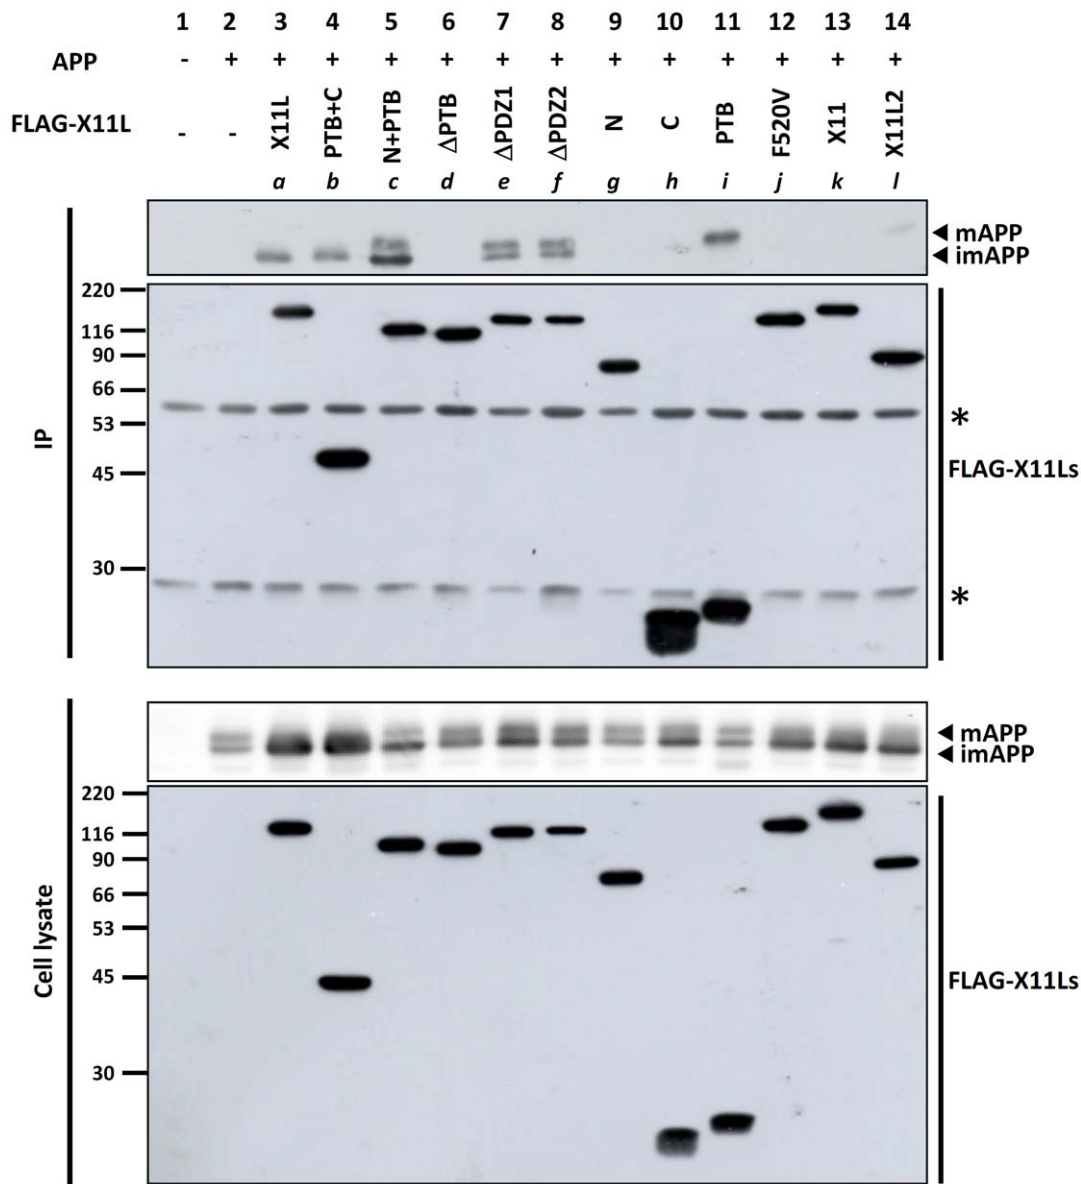 1 2 3 4 5 6 7 8 9 10 11 12 13 14
APP - + + + + + + + + + + + + +
FLAG-X11L - - X11L PTB+C N+PTB ΔPTB ΔPDZ1 ΔPDZ2 N C PTB F520V X11 X11L2
a b c d e f g h i j k l
mAPP
imAPP
IP
220
116
90
66
53
45
30
*
FLAG-X11Ls
*
mAPP
imAPP
Cell lysate
220
116
90
66
53
45
30
FLAG-X11Ls